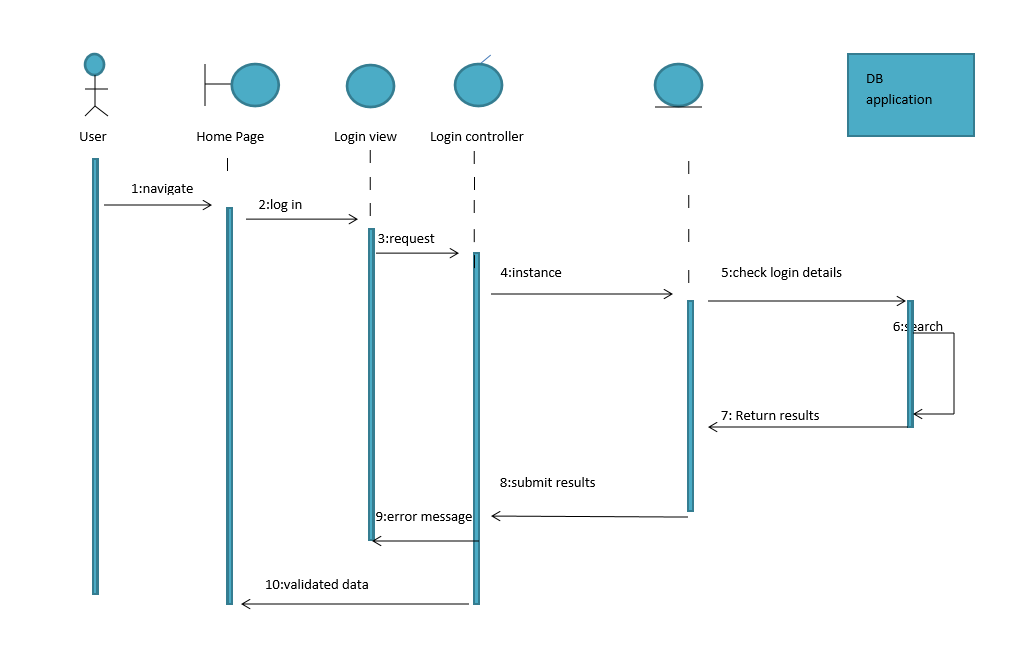 DB
application
User
Home Page
Login view
Login controller
1:navigate
2:log in
3:request
4:instance
5:check login details
6:search
7: Return results
8:submit results
9:error message
10:validated data